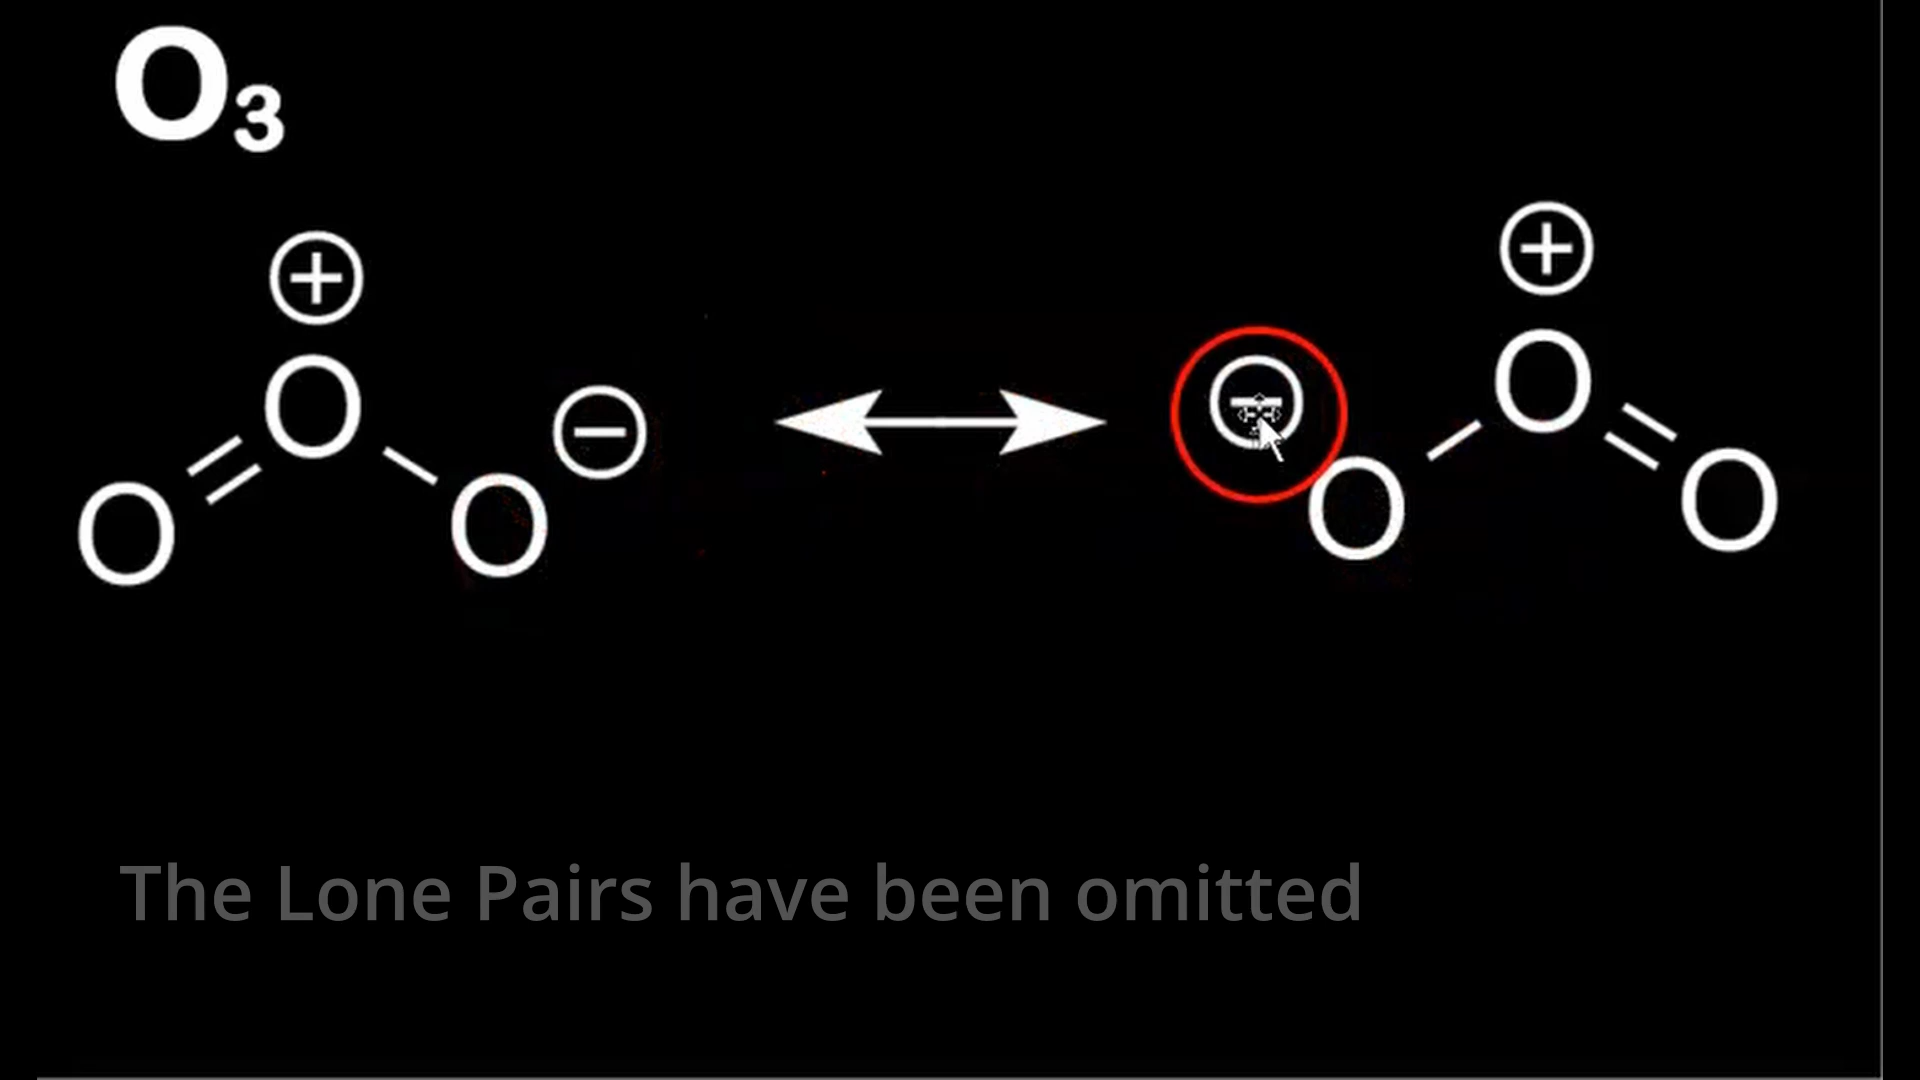 O₃
⊕ ⊕
O ⊖ ⊖ O
O O O O
The Lone Pairs have been omitted